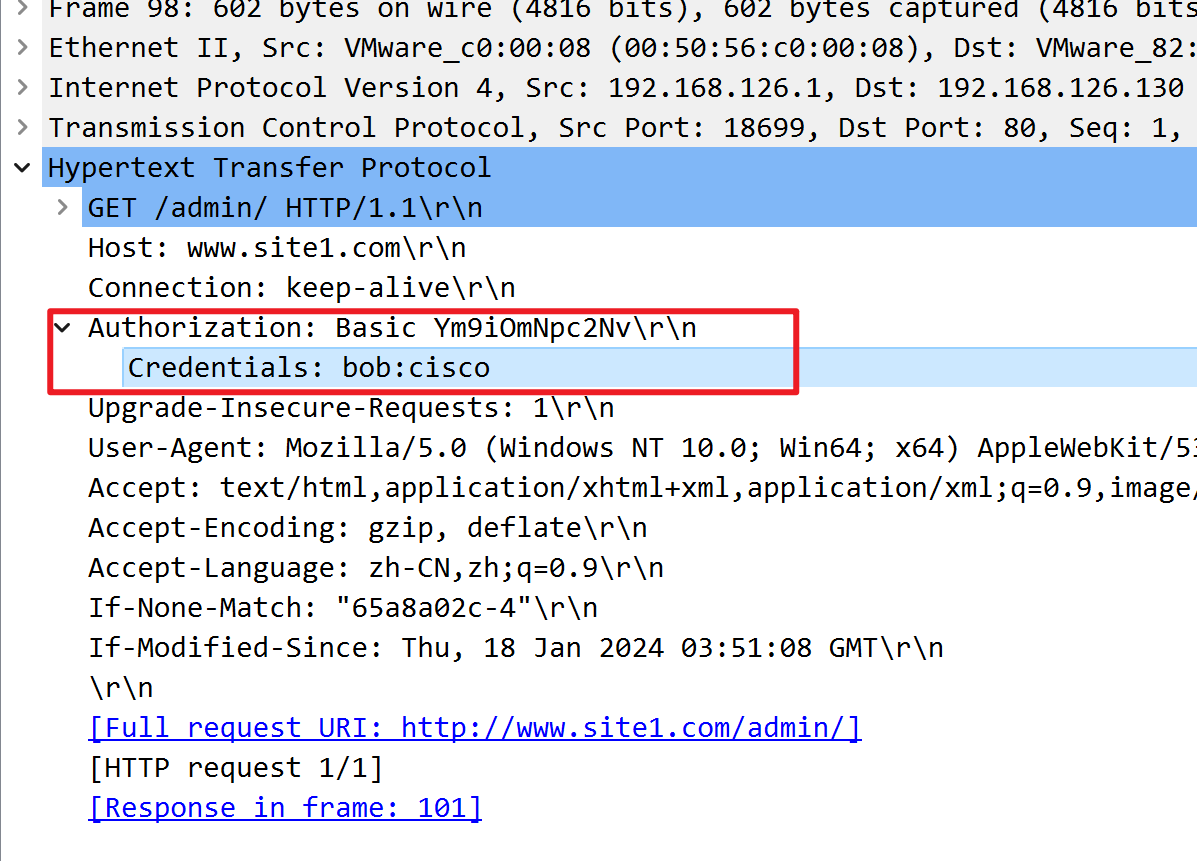 Frame 98: 602 bytes on wire (4816 bits), 602 bytes captured (4816 bits
Ethernet II, Src: VMware_c0:00:08 (00:50:56:c0:00:08), Dst: VMware_82:
Internet Protocol Version 4, Src: 192.168.126.1, Dst: 192.168.126.130
Transmission Control Protocol, Src Port: 18699, Dst Port: 80, Seq: 1,
Hypertext Transfer Protocol
GET /admin/ HTTP/1.1\r\n
Host: www.site1.com\r\n
Connection: keep-alive\r\n
Authorization: Basic Ym9iOmNpc2Nv\r\n
Credentials: bob:cisco
Upgrade-Insecure-Requests: 1\r\n
User-Agent: Mozilla/5.0 (Windows NT 10.0; Win64; x64) AppleWebKit/53
Accept: text/html,application/xhtml+xml,application/xml;q=0.9,image/
Accept-Encoding: gzip, deflate\r\n
Accept-Language: zh-CN,zh;q=0.9\r\n
If-None-Match: "65a8a02c-4"\r\n
If-Modified-Since: Thu, 18 Jan 2024 03:51:08 GMT\r\n
\r\n
[Full request URI: http://www.site1.com/admin/]
[HTTP request 1/1]
[Response in frame: 101]